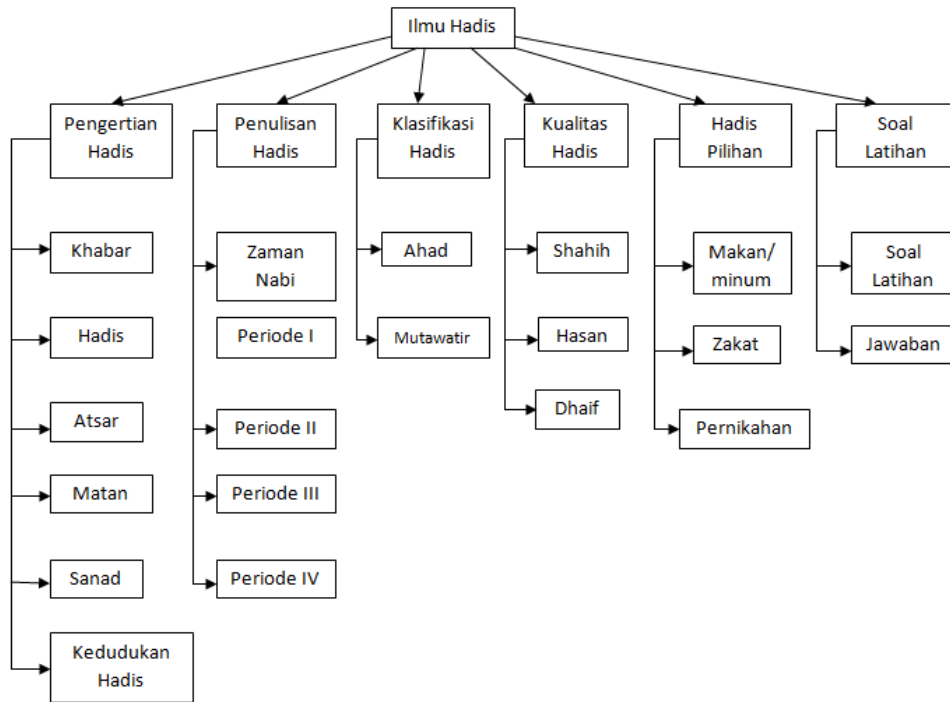 Ilmu Hadis
Pengertian
Hadis
Khabar
Hadis
Atsar
Matan
Sanad
Kedudukan
Hadis
Penulisan
Hadis
Zaman
Nabi
Periode I
Periode II
Periode III
Periode IV
Klasifikasi
Hadis
Ahad
Mutawatir
Kualitas
Hadis
Shahih
Hasan
Dhaif
Hadis
Pilihan
Makan/
minum
Zakat
Pernikahan
Soal
Latihan
Soal
Latihan
Jawaban